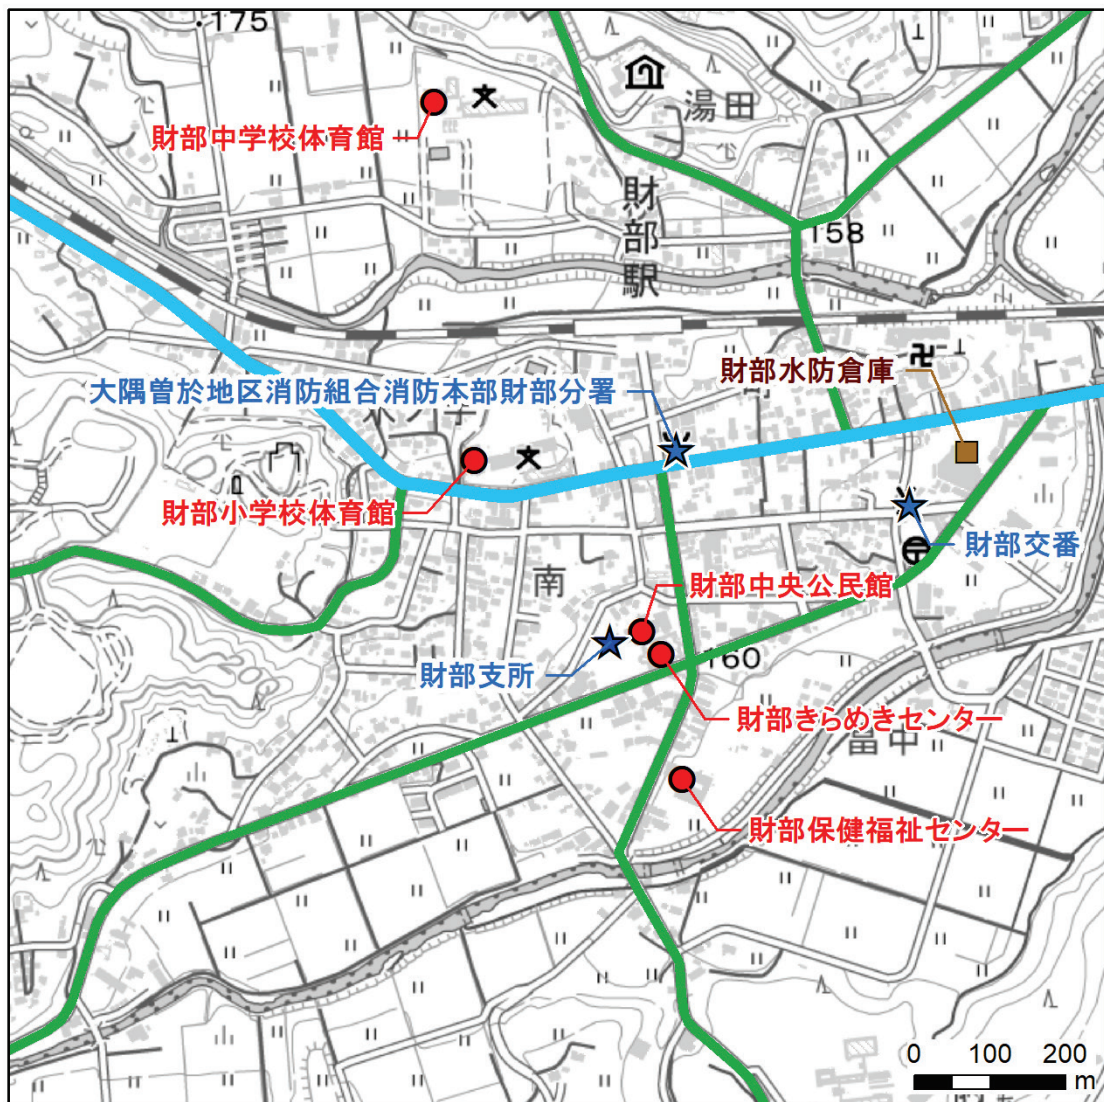 175
湯田
財部中学校体育館
財部駅
158
財部水防倉庫
大隅曽於地区消防組合消防本部財部分署
財部小学校体育館
財部交番
南
財部中央公民館
160
財部支所
財部きらめきセンター
財部保健福祉センター
0 100 200
m